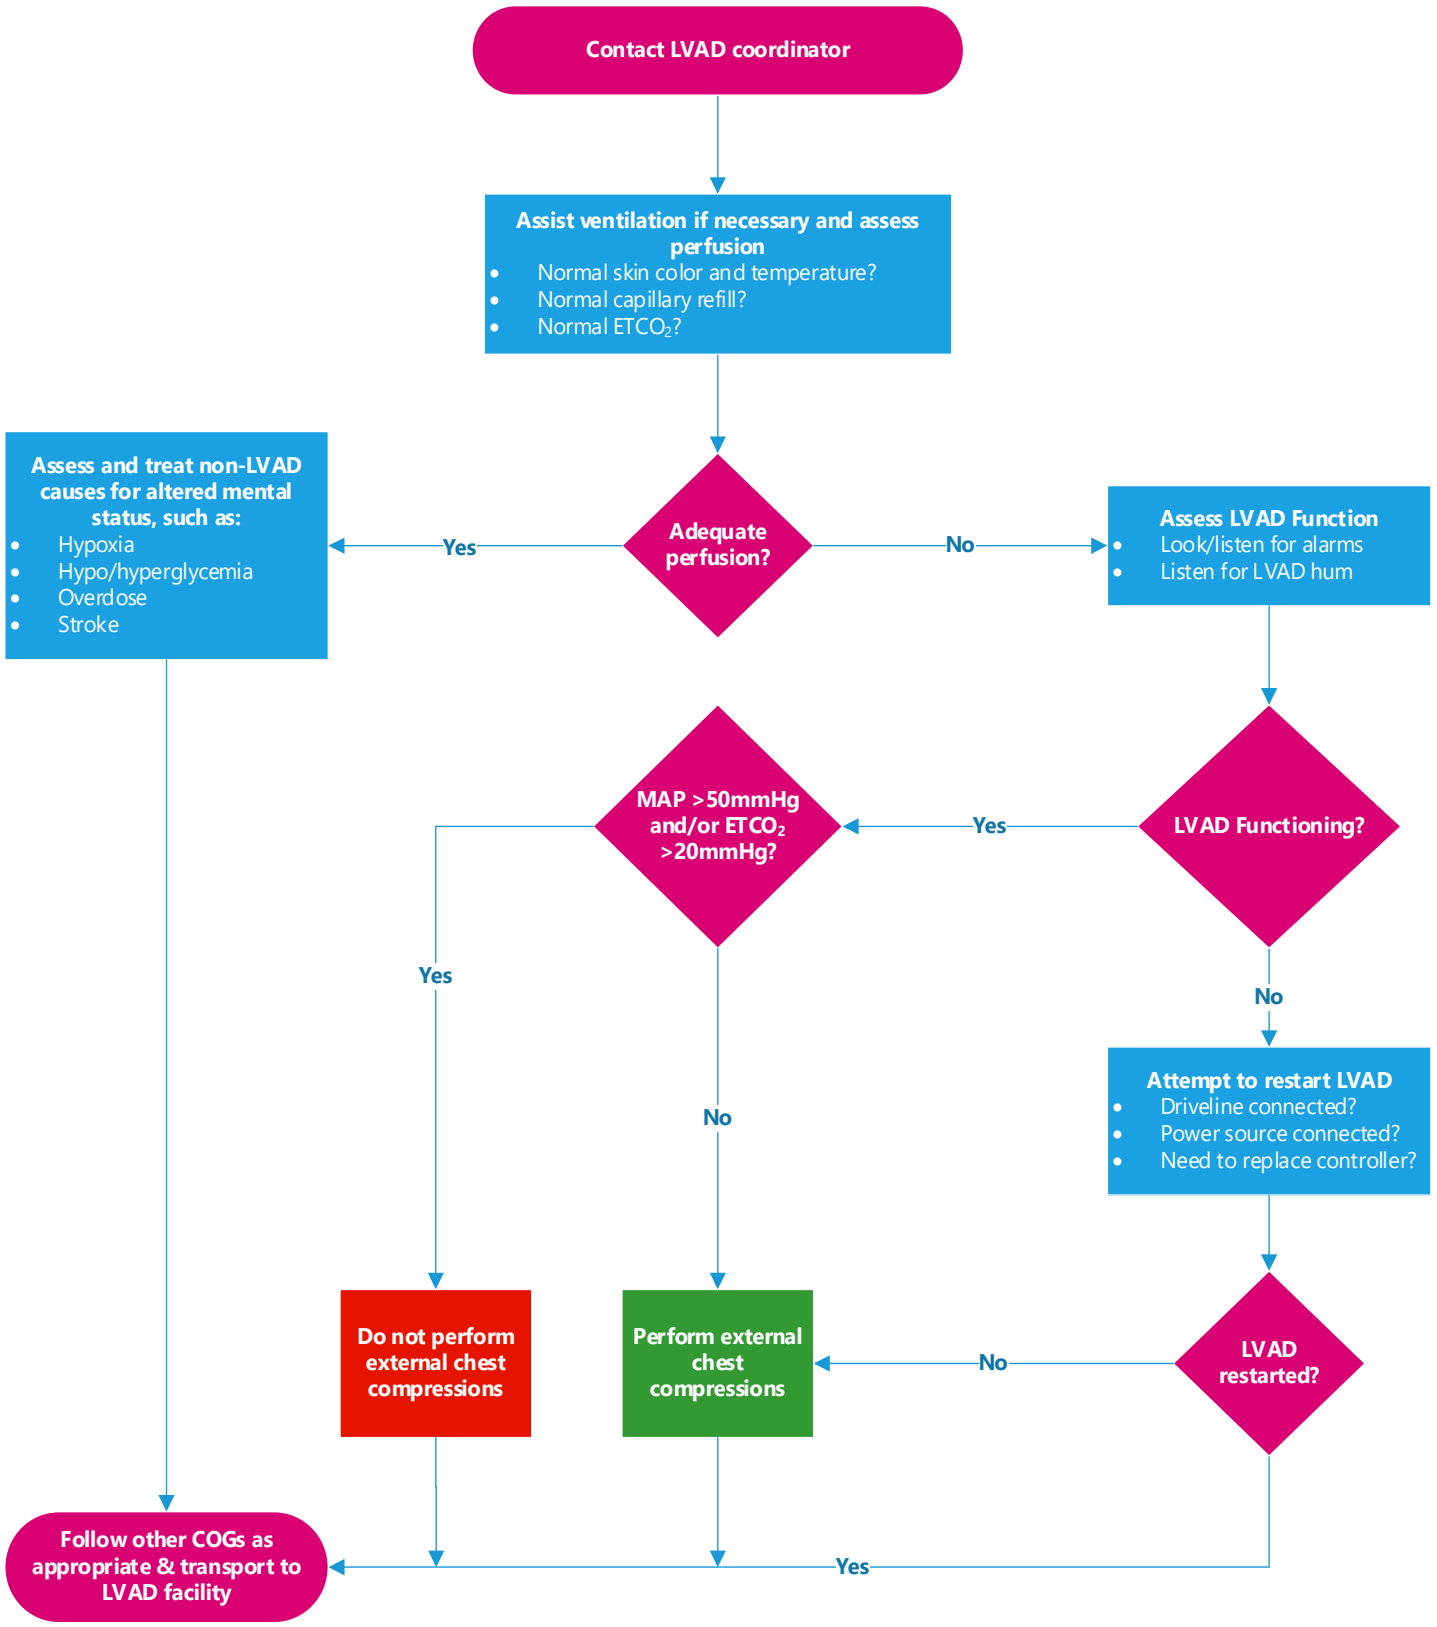 Contact LVAD coordinator
Assist ventilation if necessary and assess
perfusion
• Normal skin color and temperature?
• Normal capillary refill?
• Normal ETCO₂?
Adequate
perfusion?
Yes
No
Assess and treat non-LVAD
causes for altered mental
status, such as:
• Hypoxia
• Hypo/hyperglycemia
• Overdose
• Stroke
Assess LVAD Function
• Look/listen for alarms
• Listen for LVAD hum
LVAD Functioning?
Yes
MAP >50mmHg
and/or ETCO₂
>20mmHg?
Yes
No
No
Attempt to restart LVAD
• Driveline connected?
• Power source connected?
• Need to replace controller?
LVAD
restarted?
No
Do not perform
external chest
compressions
Perform external
chest
compressions
Yes
Follow other COGs as
appropriate & transport to
LVAD facility